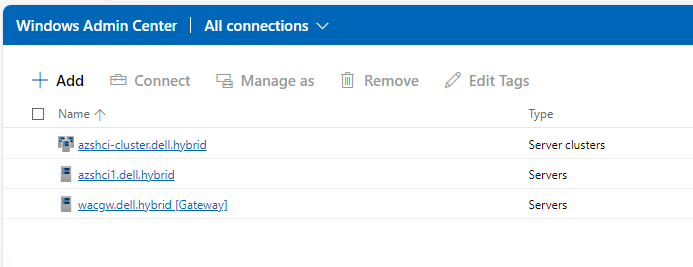 Windows Admin Center | All connections
Add Connect Manage as Remove Edit Tags
Name Type
azshci-cluster.dell.hybrid Server clusters
azshci1.dell.hybrid Servers
wacgw.dell.hybrid [Gateway] Servers